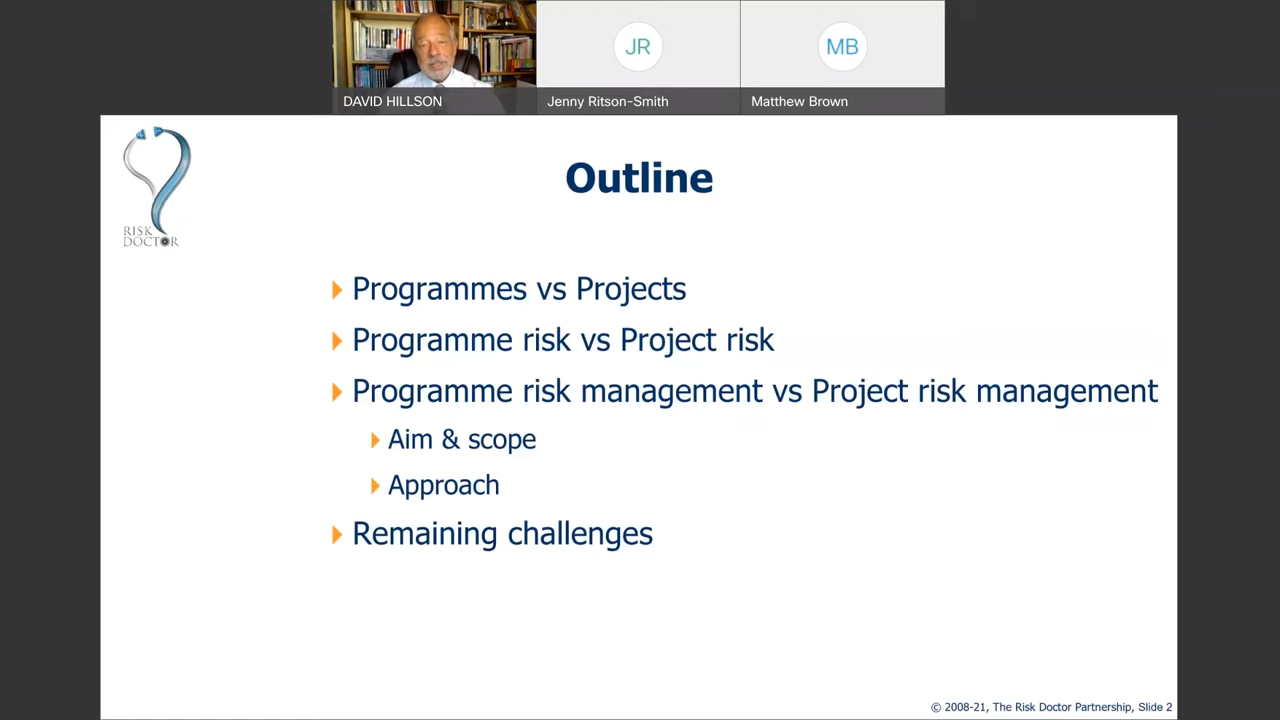 JR
MB
DAVID HILLSON
Jenny Ritson-Smith
Matthew Brown
RISK
DOCTOR
Outline
Programmes vs Projects
Programme risk vs Project risk
Programme risk management vs Project risk management
Aim & scope
Approach
Remaining challenges
© 2008-21, The Risk Doctor Partnership, Slide 2